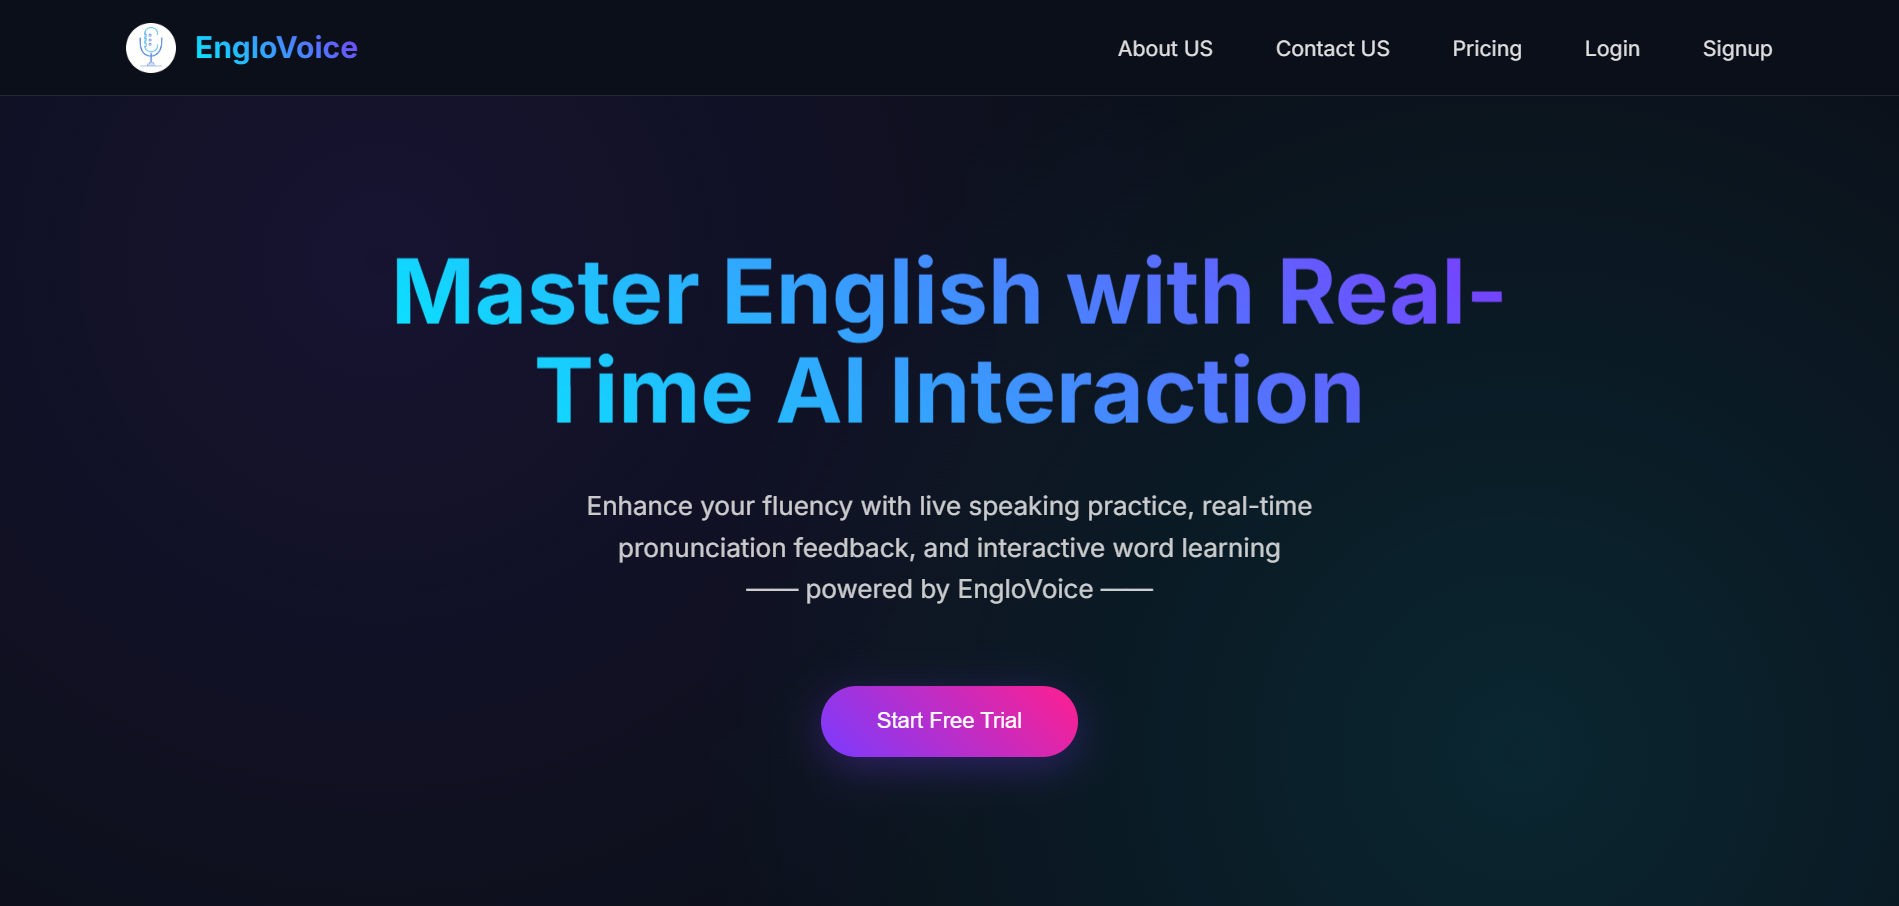 EngloVoice
About US
Contact US
Pricing
Login
Signup
Master English with Real-
Time AI Interaction
Enhance your fluency with live speaking practice, real-time
pronunciation feedback, and interactive word learning
—— powered by EngloVoice ——
Start Free Trial